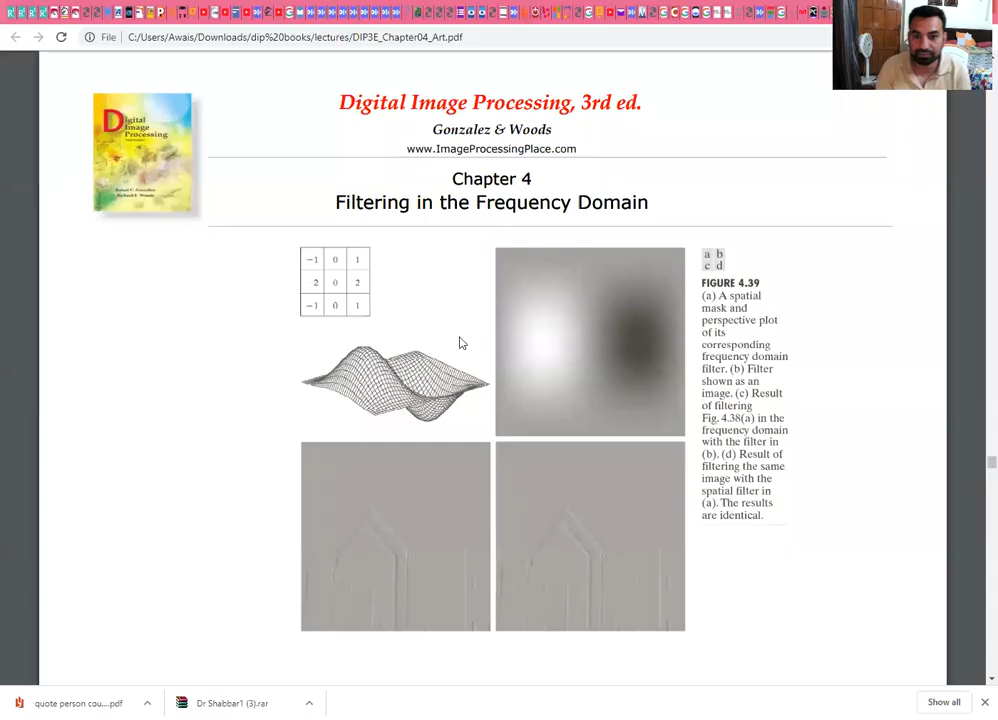 File
C:/Users/Awais/Downloads/dip%20books/lectures/DIP3E_Chapter04_Art.pdf
Digital
Image
Processing
Digital Image Processing, 3rd ed.
Gonzalez & Woods
www.ImageProcessingPlace.com
Chapter 4
Filtering in the Frequency Domain
−1 0 1
2 0 2
−1 0 1
a b
c d
FIGURE 4.39
(a) A spatial
mask and
perspective plot
of its
corresponding
frequency domain
filter. (b) Filter
shown as an
image. (c) Result
of filtering
Fig. 4.38(a) in the
frequency domain
with the filter in
(b). (d) Result of
filtering the same
image with the
spatial filter in
(a). The results
are identical.
quote person cou....pdf
Dr Shabbar1 (3).rar
Show all